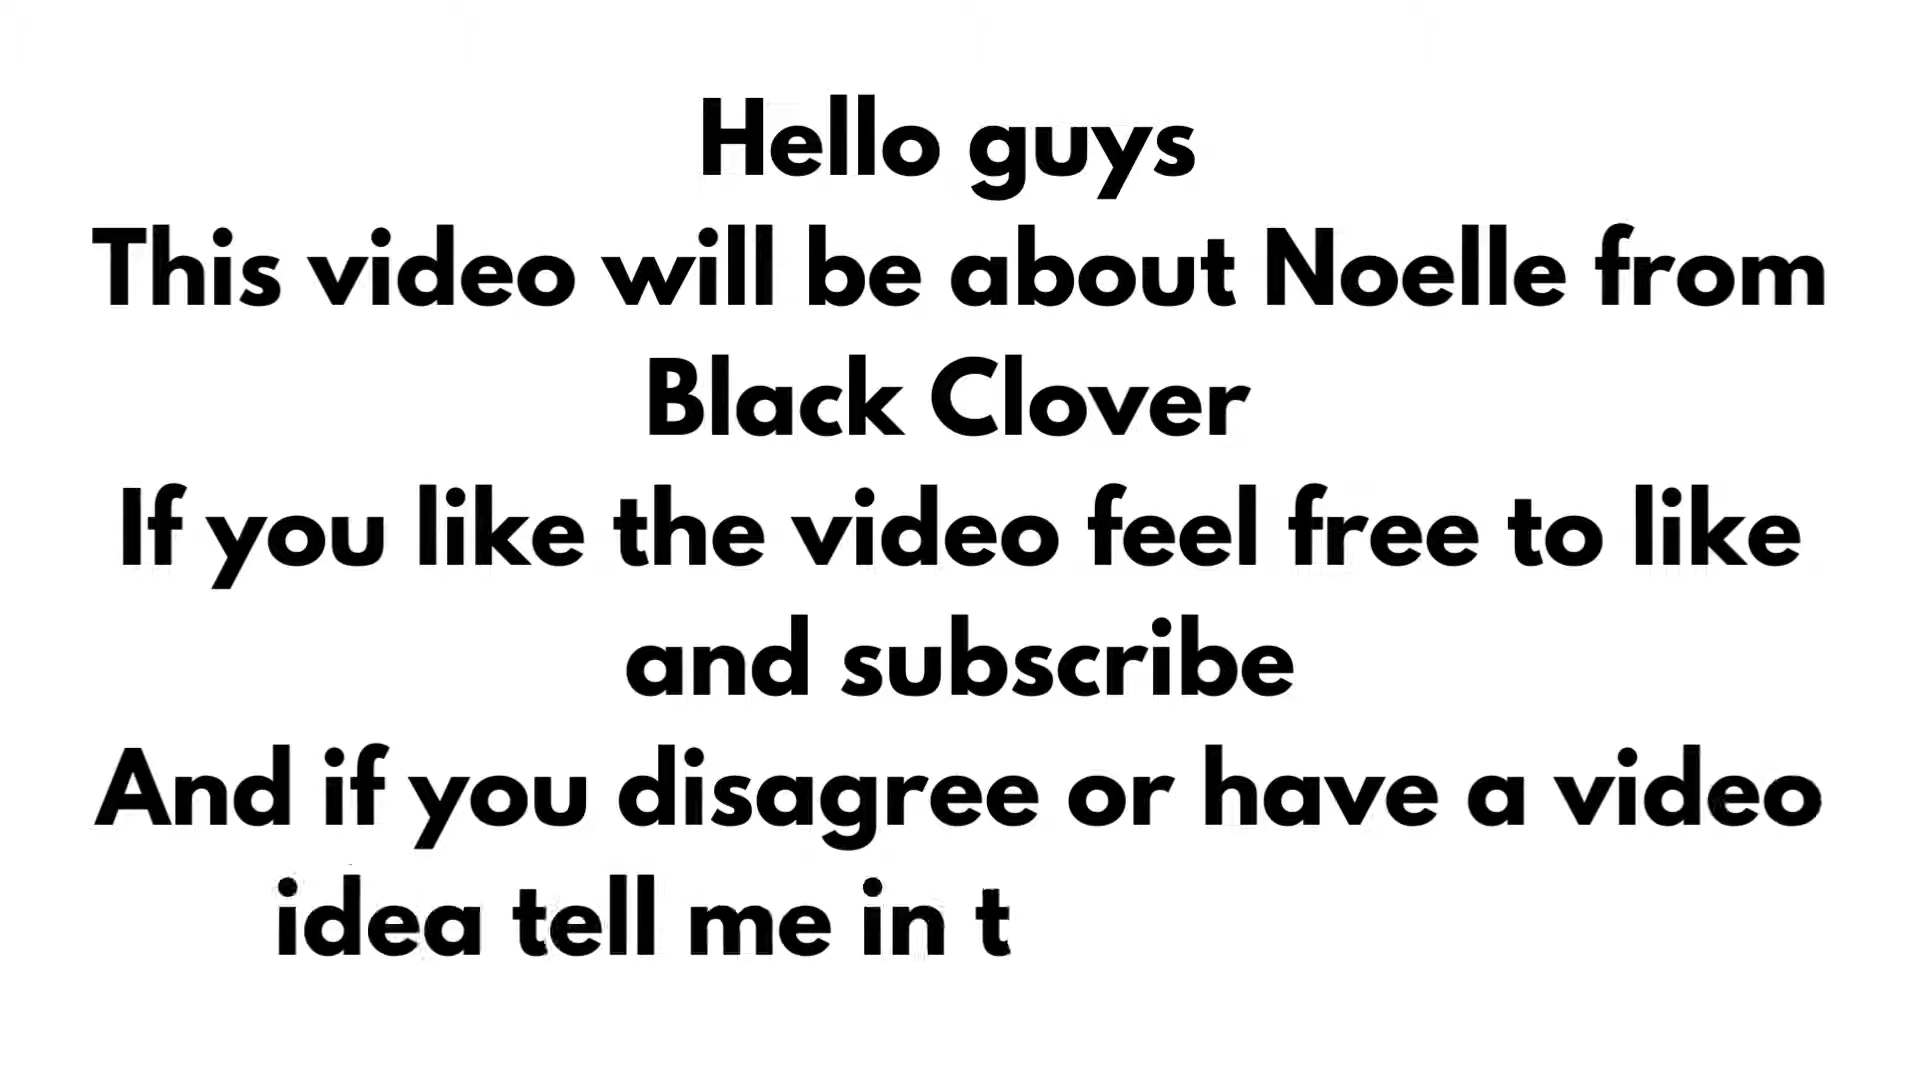 Hello guys
This video will be about Noelle from
Black Clover
If you like the video feel free to like
and subscribe
And if you disagree or have a video
idea tell me in t